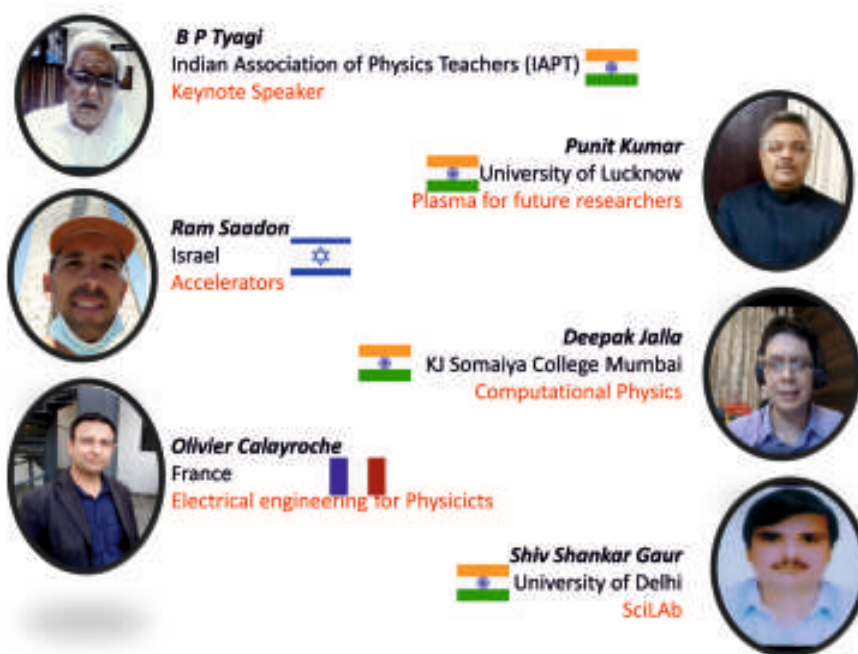 B P Tyagi
Indian Association of Physics Teachers (IAPT)
Keynote Speaker
Punit Kumar
University of Lucknow
Plasma for future researchers
Ram Saadon
Israel
Accelerators
Deepak Jalla
KJ Somaiya College Mumbai
Computational Physics
Olivier Calayroche
France
Electrical engineering for Physicicts
Shiv Shankar Gaur
University of Delhi
SciLAb